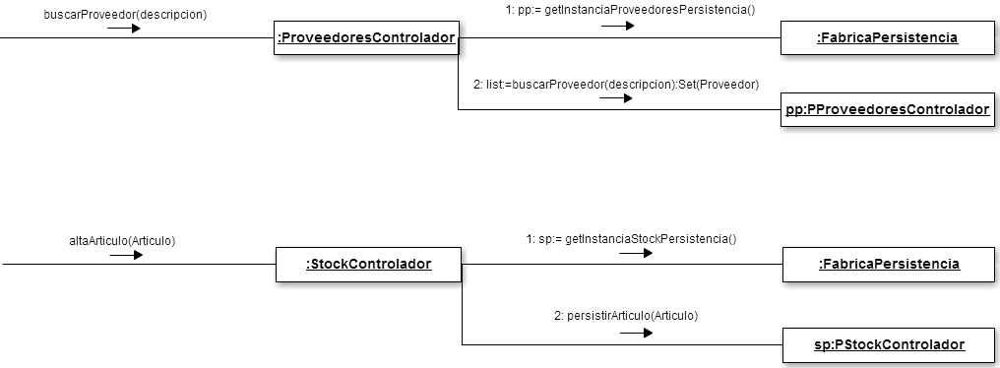 buscarProveedor(descripcion)
1: pp:= getInstanciaProveedoresPersistencia()
:ProveedoresControlador
:FabricaPersistencia
2: list:=buscarProveedor(descripcion):Set(Proveedor)
pp:PProveedoresControlador
altaArticulo(Articulo)
1: sp:= getInstanciaStockPersistencia()
:StockControlador
:FabricaPersistencia
2: persistirArticulo(Articulo)
sp:PStockControlador